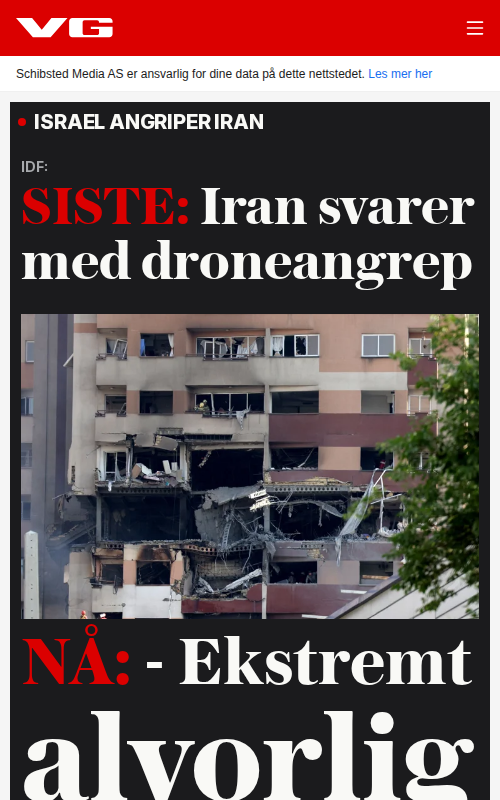 VG
Schibsted Media AS er ansvarlig for dine data på dette nettstedet. Les mer her
ISRAEL ANGRIPER IRAN
IDF:
SISTE: Iran svarer
med droneangrep
NÅ: - Ekstremt
alvorlig